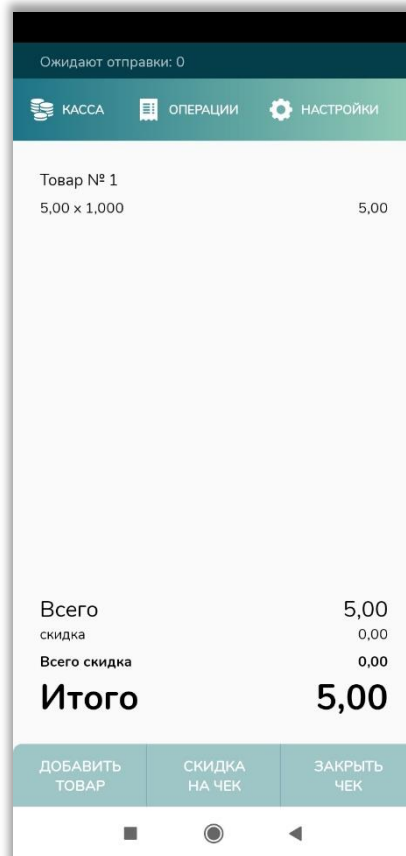 Ожидают отправки: 0
КАССА ОПЕРАЦИИ НАСТРОЙКИ
Товар № 1
5,00 x 1,000 5,00
Всего 5,00
скидка 0,00
Всего скидка 0,00
Итого 5,00
ДОБАВИТЬ ТОВАР
СКИДКА НА ЧЕК
ЗАКРЫТЬ ЧЕК